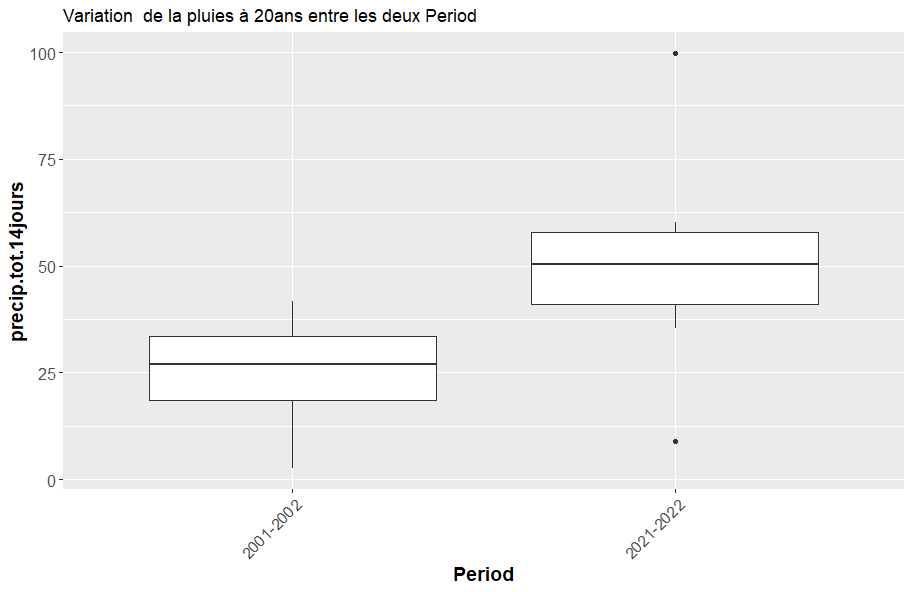 Variation  de la pluies à 20ans entre les deux Period
100
75
50
25
0
precip.tot.14jours
2001-2002
2021-2022
Period